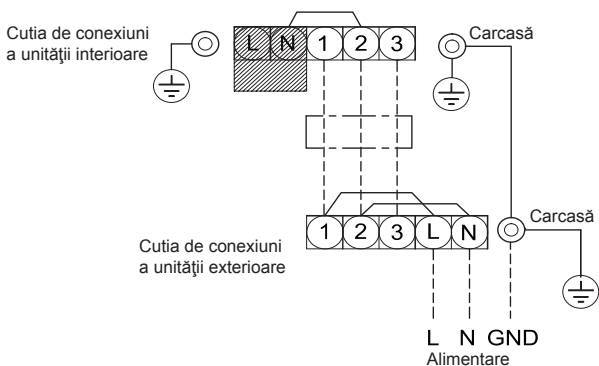 Cutia de conexiuni
a unităţii interioare
L N 1 2 3
Carcasă
1 2 3 L N
Carcasă
Cutia de conexiuni
a unităţii exterioare
L N GND
Alimentare